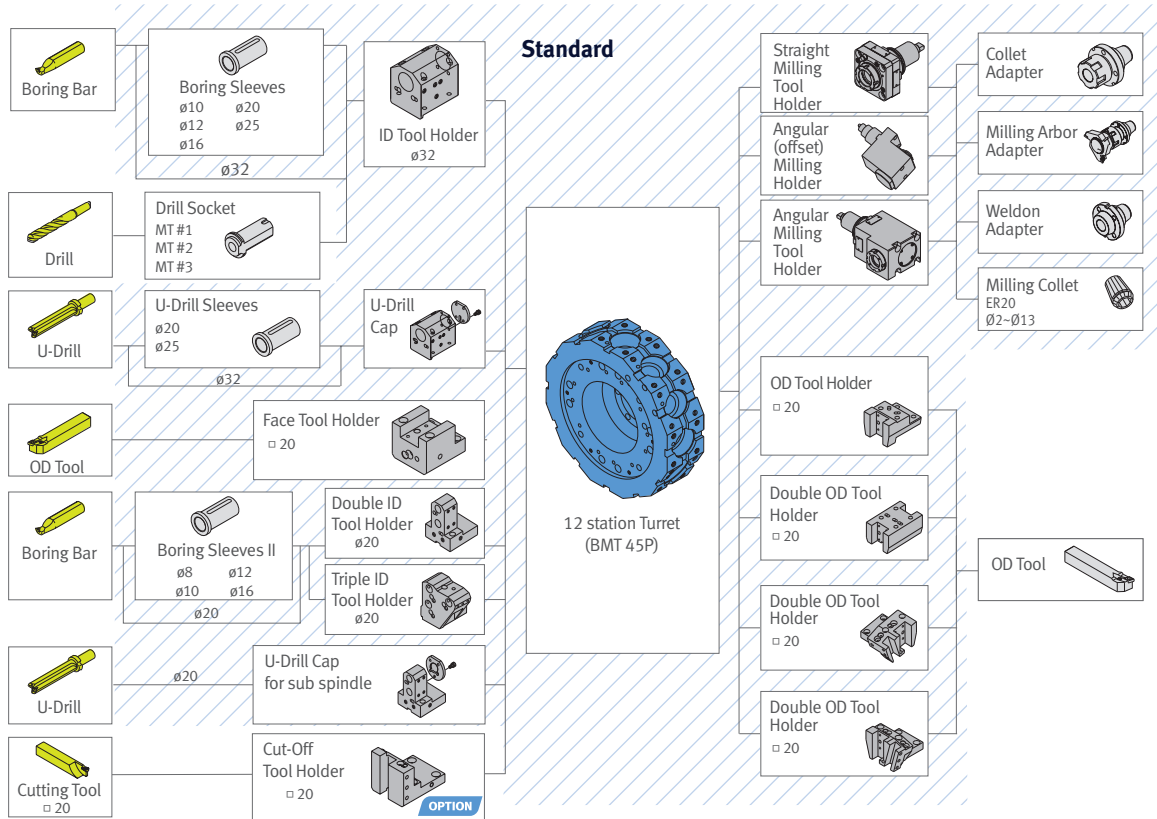 Standard
Boring Bar
Boring Sleeves
ø10 ø20
ø12 ø25
ø16
ø32
ID Tool Holder
ø32
Drill
Drill Socket
MT #1
MT #2
MT #3
U-Drill
U-Drill Sleeves
ø20
ø25
ø32
U-Drill
Cap
OD Tool
Face Tool Holder
□ 20
Boring Bar
Boring Sleeves II
ø8 ø12
ø10 ø16
ø20
Double ID
Tool Holder
ø20
Triple ID
Tool Holder
ø20
U-Drill
ø20
U-Drill Cap
for sub spindle
Cutting Tool
□ 20
Cut-Off
Tool Holder
□ 20
OPTION
12 station Turret
(BMT 45P)
Straight
Milling
Tool
Holder
Angular
(offset)
Milling
Holder
Angular
Milling
Tool
Holder
Collet
Adapter
Milling Arbor
Adapter
Weldon
Adapter
Milling Collet
ER20
Ø2~Ø13
OD Tool Holder
□ 20
Double OD Tool
Holder
□ 20
Double OD Tool
Holder
□ 20
Double OD Tool
Holder
□ 20
OD Tool